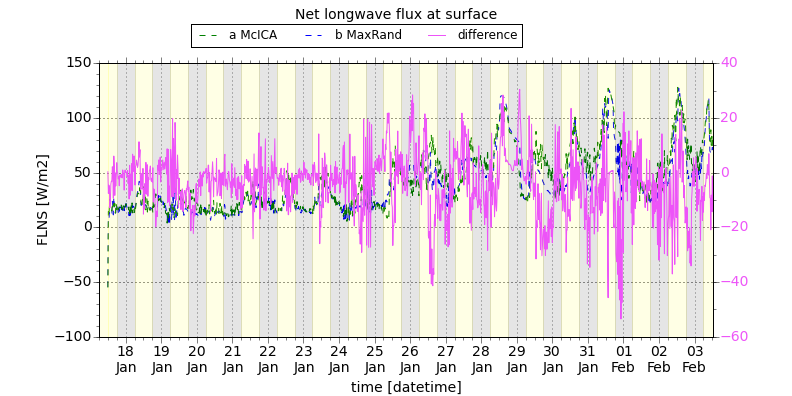 Net longwave flux at surface
a McICA b MaxRand difference
150 40
100 20
50 0
0 −20
−50 −40
−100 −60
FLNS [W/m2]
18 19 20 21 22 23 24 25 26 27 28 29 30 31 01 02 03
Jan Jan Jan Jan Jan Jan Jan Jan Jan Jan Jan Jan Jan Jan Feb Feb Feb
time [datetime]